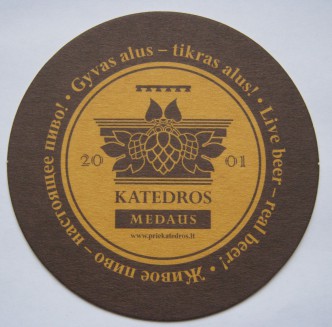 • Gyvas alus – tikras alus! • Live beer – real beer! • Живое пиво – настоящее пиво!
20 01
KATEDROS
MEDAUS
www.priekatedros.lt